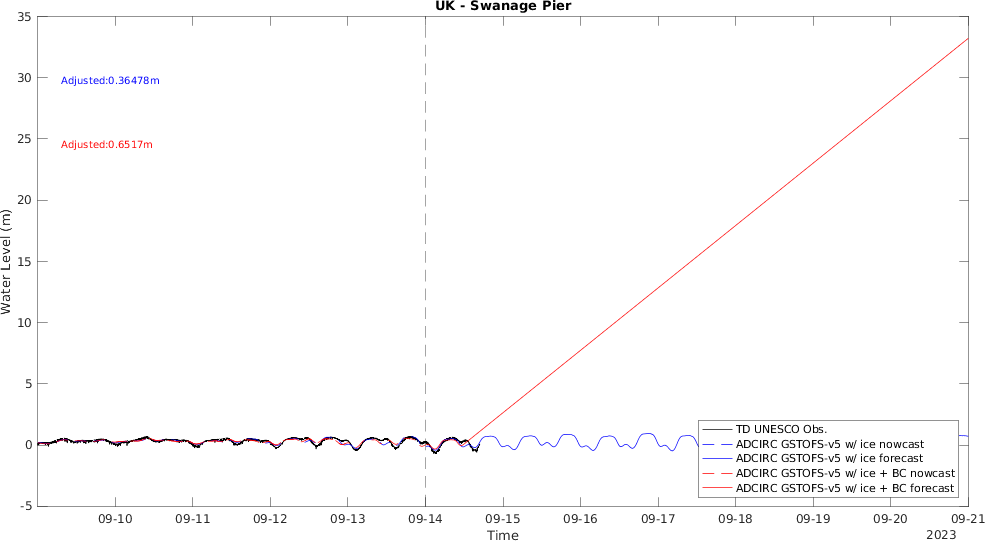 UK - Swanage Pier
35
30
25
20
15
10
5
0
-5
Water Level (m)
Adjusted:0.36478m
Adjusted:0.6517m
TD UNESCO Obs.
ADCIRC GSTOFS-v5 w/ ice nowcast
ADCIRC GSTOFS-v5 w/ ice forecast
ADCIRC GSTOFS-v5 w/ ice + BC nowcast
ADCIRC GSTOFS-v5 w/ ice + BC forecast
09-10 09-11 09-12 09-13 09-14 09-15 09-16 09-17 09-18 09-19 09-20 09-21
Time
2023